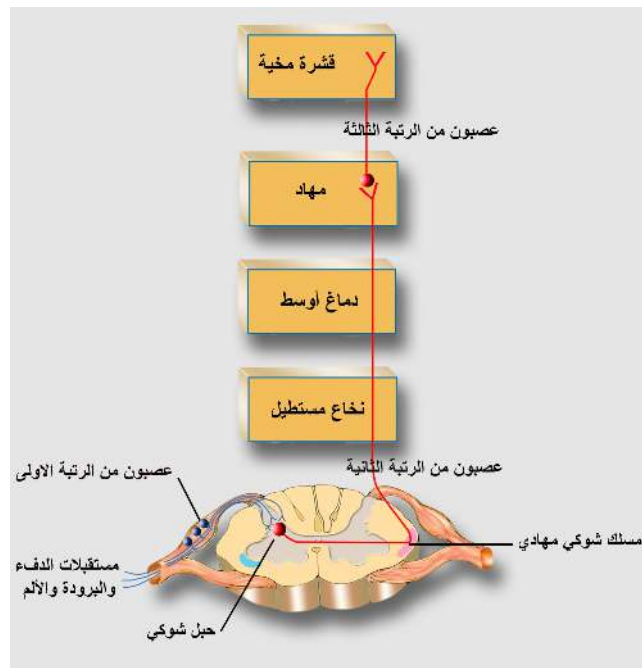 قشرة مخية
عصبون من الرتبة الثالثة
مهاد
دماغ أوسط
نخاع مستطيل
عصبون من الرتبة الثانية
عصبون من الرتبة الاولى
مسلك شوكي مهادي
مستقبلات الدفء
والبرودة والألم
حبل شوكي